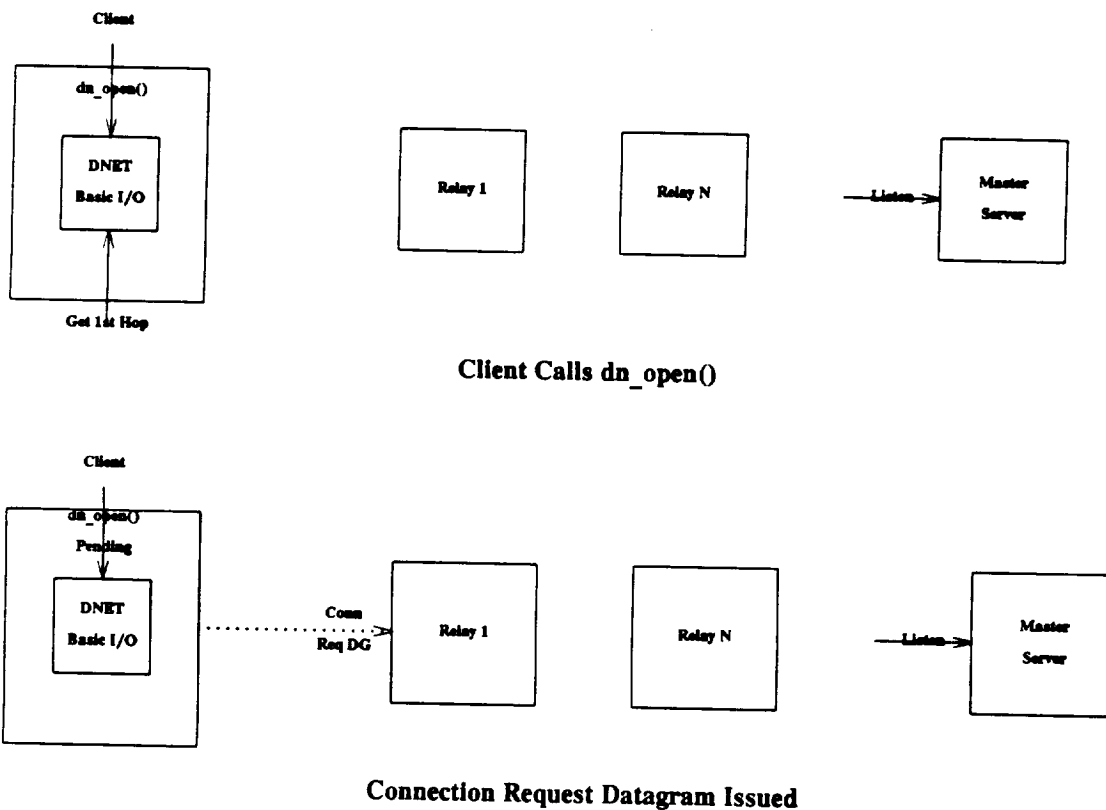 Client
dn_open()
DNET
Basic I/O
Get 1st Hop
Relay 1
Relay N
Listen
Master
Server
Client Calls dn_open()
Client
dn_open()
Pending
DNET
Basic I/O
Conn
Req DG
Relay 1
Relay N
Listen
Master
Server
Connection Request Datagram Issued